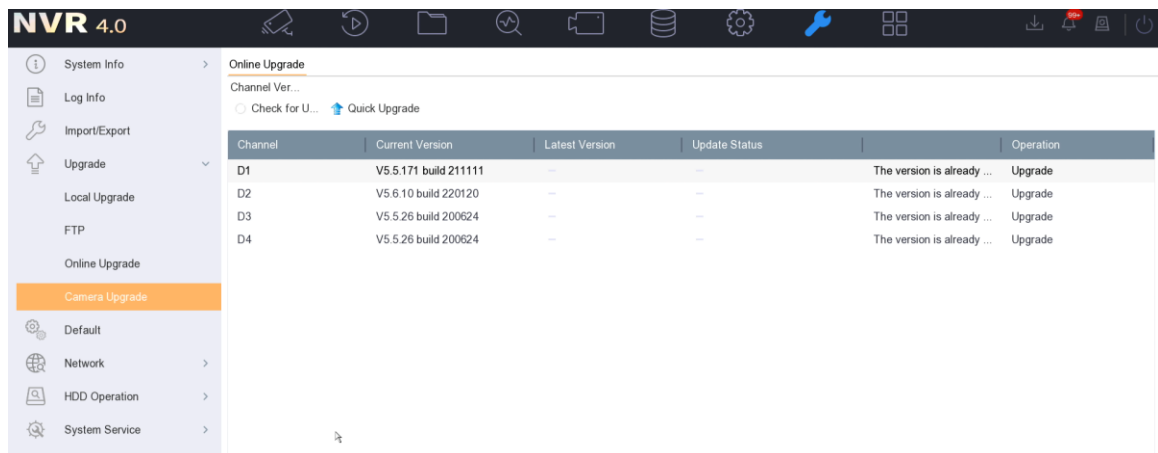 NVR 4.0
99+
System Info
Log Info
Import/Export
Upgrade
Local Upgrade
FTP
Online Upgrade
Camera Upgrade
Default
Network
HDD Operation
System Service
Online Upgrade
Channel Ver...
Check for U... Quick Upgrade
Channel Current Version Latest Version Update Status Operation
D1 V5.5.171 build 211111 — — The version is already ... Upgrade
D2 V5.6.10 build 220120 — — The version is already ... Upgrade
D3 V5.5.26 build 200624 — — The version is already ... Upgrade
D4 V5.5.26 build 200624 — — The version is already ... Upgrade